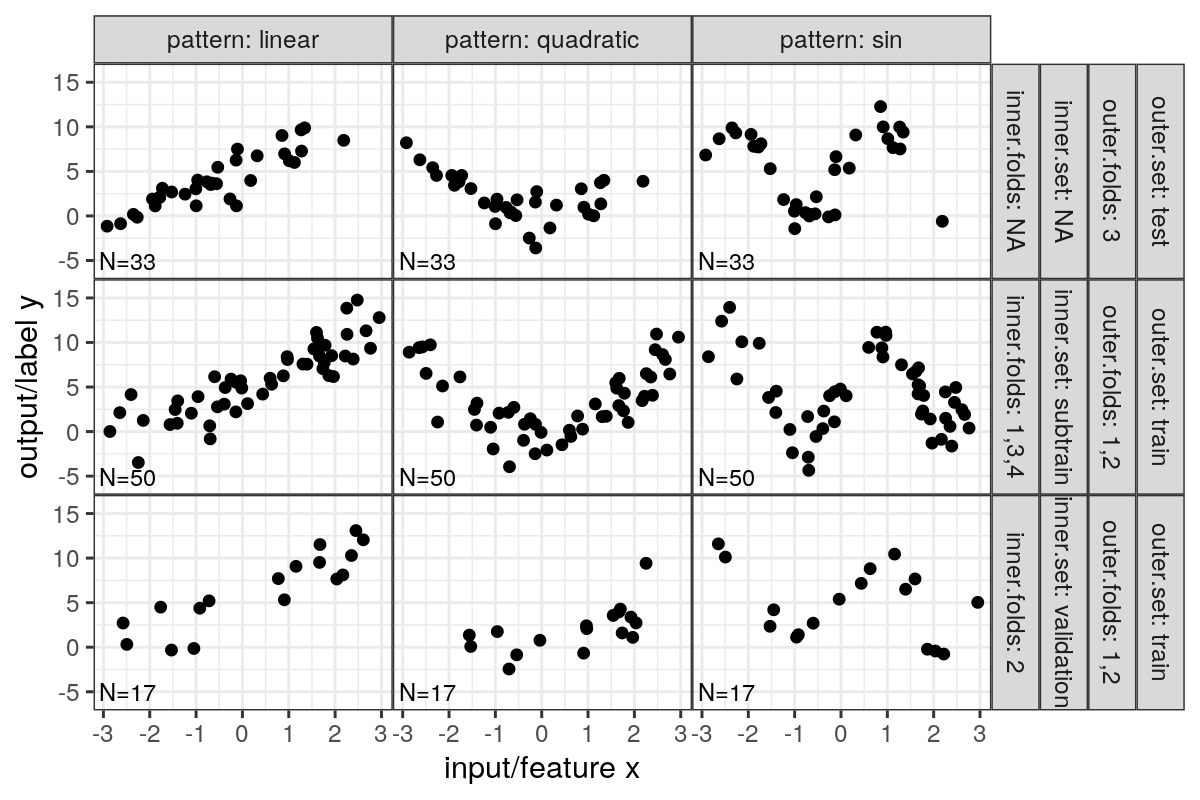 pattern: linear
pattern: quadratic
pattern: sin
15
10
5
0
-5
N=33
N=33
N=33
inner.folds: NA
inner.set: NA
outer.folds: 3
outer.set: test
15
10
5
0
-5
N=50
N=50
N=50
inner.folds: 1,3,4
inner.set: subtrain
outer.folds: 1,2
outer.set: train
15
10
5
0
-5
N=17
N=17
N=17
inner.folds: 2
inner.set: validation
outer.folds: 1,2
outer.set: train
-3 -2 -1 0 1 2 3
-3 -2 -1 0 1 2 3
-3 -2 -1 0 1 2 3
input/feature x
output/label y